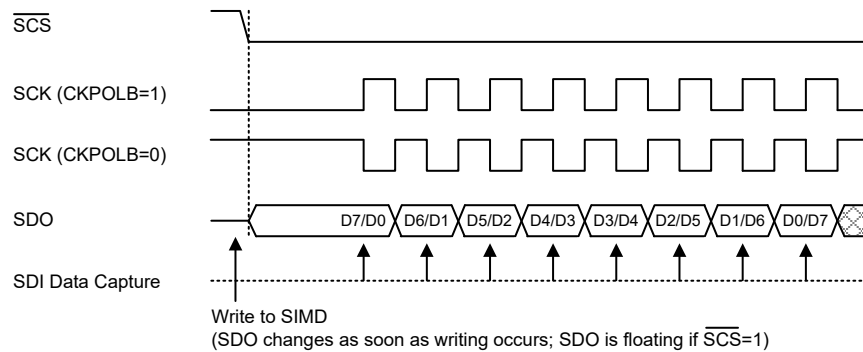 SCS
SCK (CKPOLB=1)
SCK (CKPOLB=0)
SDO
D7/D0 D6/D1 D5/D2 D4/D3 D3/D4 D2/D5 D1/D6 D0/D7
SDI Data Capture
Write to SIMD
(SDO changes as soon as writing occurs; SDO is floating if SCS=1)